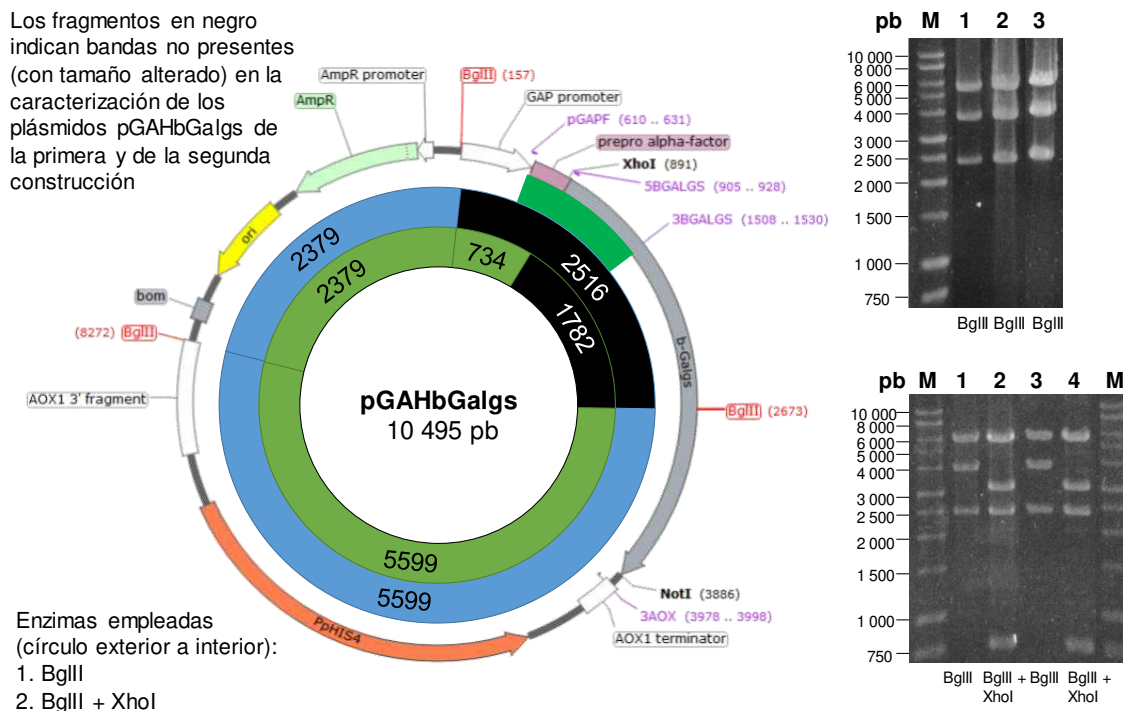 Los fragmentos en negro
indican bandas no presentes
(con tamaño alterado) en la
caracterización de los
plásmidos pGAHbGalgs de
la primera y de la segunda
construcción
AmpR promoter
BglII (157)
GAP promoter
AmpR
pGAPF (610 .. 631)
prepro alpha-factor
XhoI (891)
5BGALGS (905 .. 928)
3BGALGS (1508 .. 1530)
ori
bom
(8272) BglII
AOX1 3' fragment
2379
2379
734
2516
1782
b-Galgs
pGAHbGalgs
10 495 pb
BglII (2673)
5599
5599
PpHIS4
NotI (3886)
3AOX (3978 .. 3998)
AOX1 terminator
Enzimas empleadas
(círculo exterior a interior):
1. BglII
2. BglII + XhoI
pb M 1 2 3
10 000
8 000
6 000
5 000
4 000
3 000
2 500
2 000
1 500
1 000
750
BglII BglII BglII
pb M 1 2 3 4 M
10 000
8 000
6 000
5 000
4 000
3 000
2 500
2 000
1 500
1 000
750
BglII BglII + BglII BglII +
XhoI XhoI